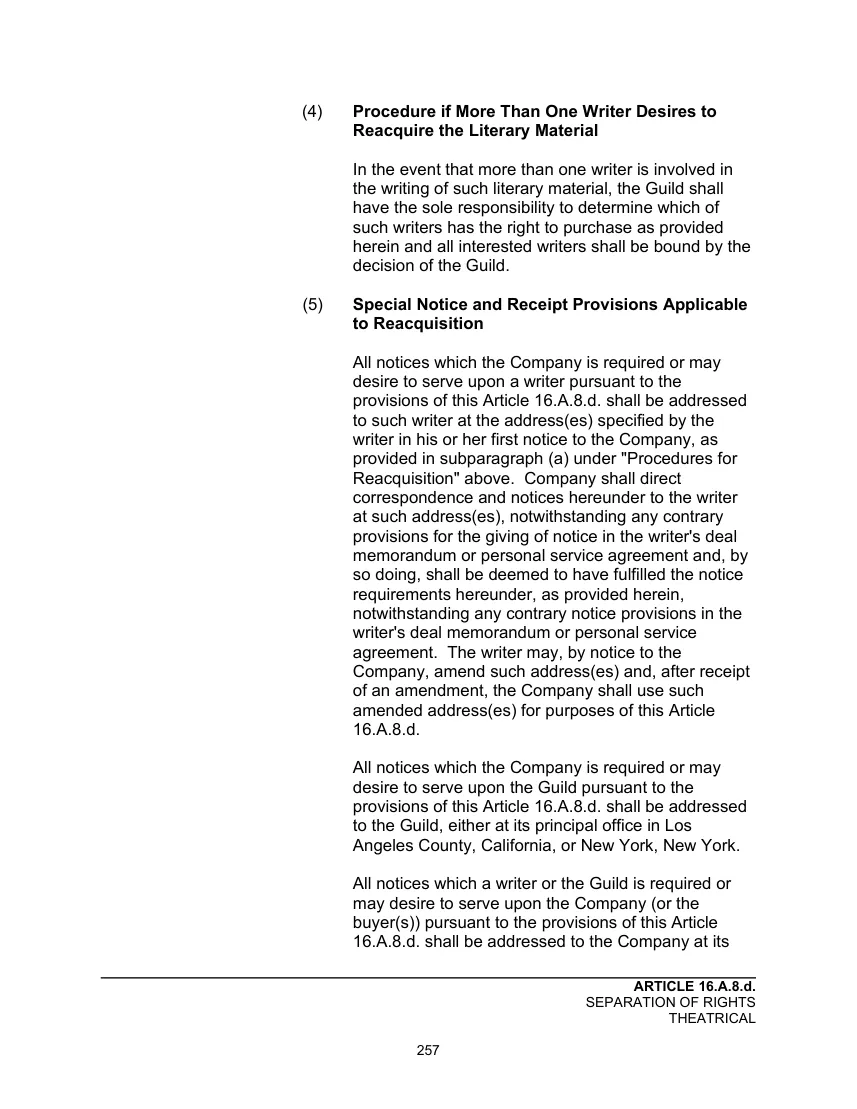 (4) Procedure if More Than One Writer Desires to
Reacquire the Literary Material
In the event that more than one writer is involved in
the writing of such literary material, the Guild shall
have the sole responsibility to determine which of
such writers has the right to purchase as provided
herein and all interested writers shall be bound by the
decision of the Guild.
(5) Special Notice and Receipt Provisions Applicable
to Reacquisition
All notices which the Company is required or may
desire to serve upon a writer pursuant to the
provisions of this Article 16.A.8.d. shall be addressed
to such writer at the address(es) specified by the
writer in his or her first notice to the Company, as
provided in subparagraph (a) under "Procedures for
Reacquisition" above.  Company shall direct
correspondence and notices hereunder to the writer
at such address(es), notwithstanding any contrary
provisions for the giving of notice in the writer's deal
memorandum or personal service agreement and, by
so doing, shall be deemed to have fulfilled the notice
requirements hereunder, as provided herein,
notwithstanding any contrary notice provisions in the
writer's deal memorandum or personal service
agreement.  The writer may, by notice to the
Company, amend such address(es) and, after receipt
of an amendment, the Company shall use such
amended address(es) for purposes of this Article
16.A.8.d.
All notices which the Company is required or may
desire to serve upon the Guild pursuant to the
provisions of this Article 16.A.8.d. shall be addressed
to the Guild, either at its principal office in Los
Angeles County, California, or New York, New York.
All notices which a writer or the Guild is required or
may desire to serve upon the Company (or the
buyer(s)) pursuant to the provisions of this Article
16.A.8.d. shall be addressed to the Company at its
ARTICLE 16.A.8.d.
SEPARATION OF RIGHTS
THEATRICAL
257